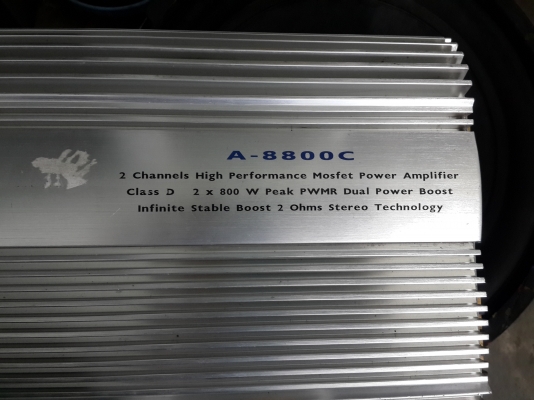 A-8800C
2 Channels High Performance Mosfet Power Amplifier
Class D 2 x 800 W Peak PWMR Dual Power Boost
Infinite Stable Boost 2 Ohms Stereo Technology